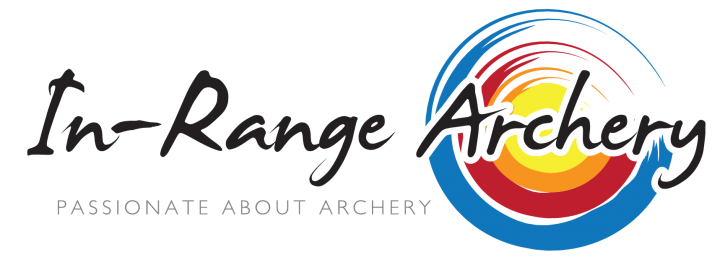 In-Range Archery
PASSIONATE ABOUT ARCHERY